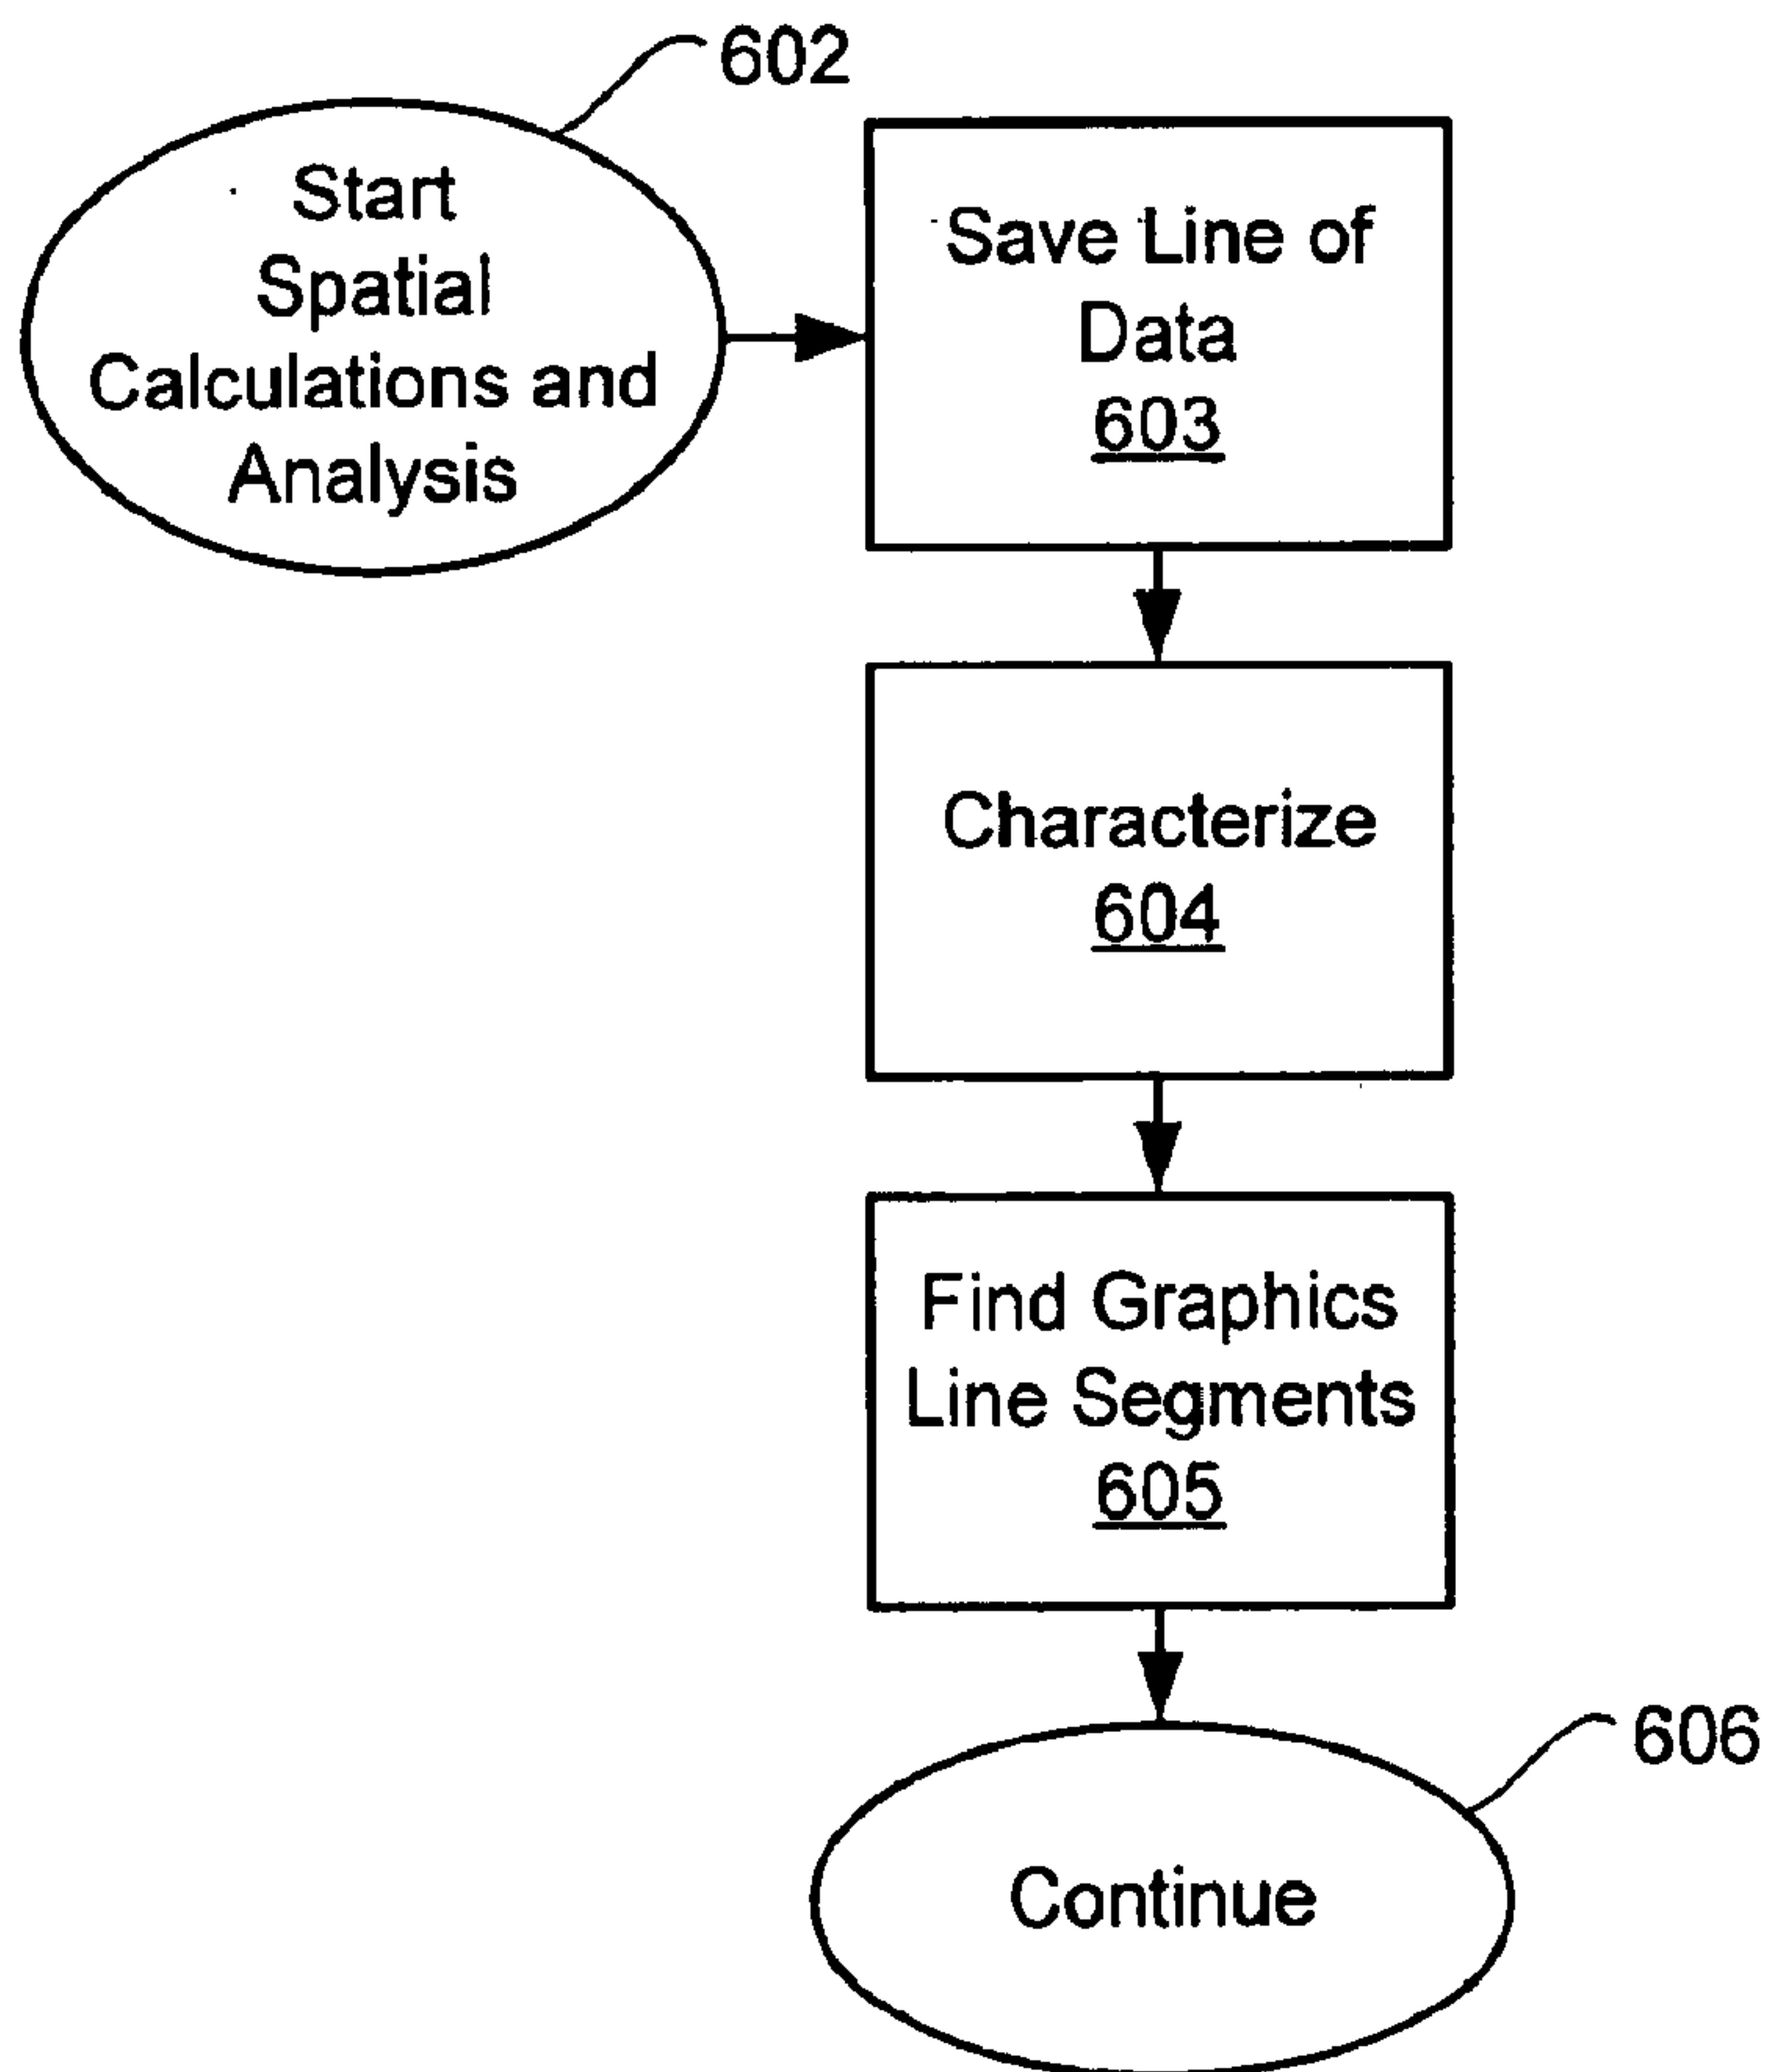 602
Start
Spatial
Calculations and
Analysis
Save Line of
Data
603
Characterize
604
Find Graphics
Line Segments
605
606
Continue